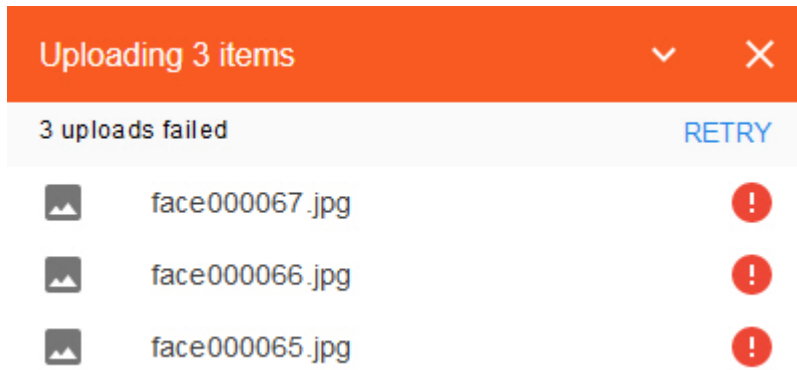 Uploading 3 items
3 uploads failed RETRY
face000067.jpg
face000066.jpg
face000065.jpg